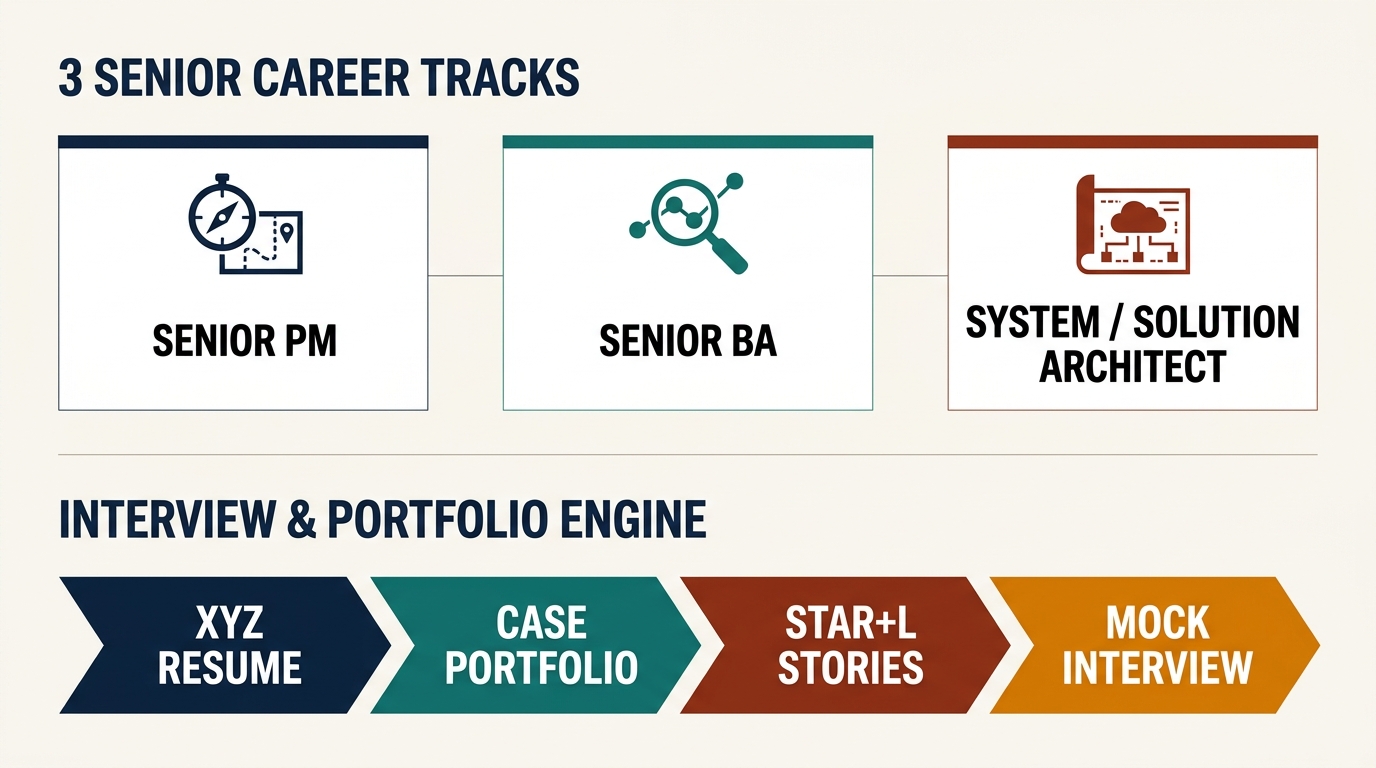 3 SENIOR CAREER TRACKS
SENIOR PM
SENIOR BA
SYSTEM / SOLUTION
ARCHITECT
INTERVIEW & PORTFOLIO ENGINE
XYZ
RESUME
CASE
PORTFOLIO
STAR+L
STORIES
MOCK
INTERVIEW